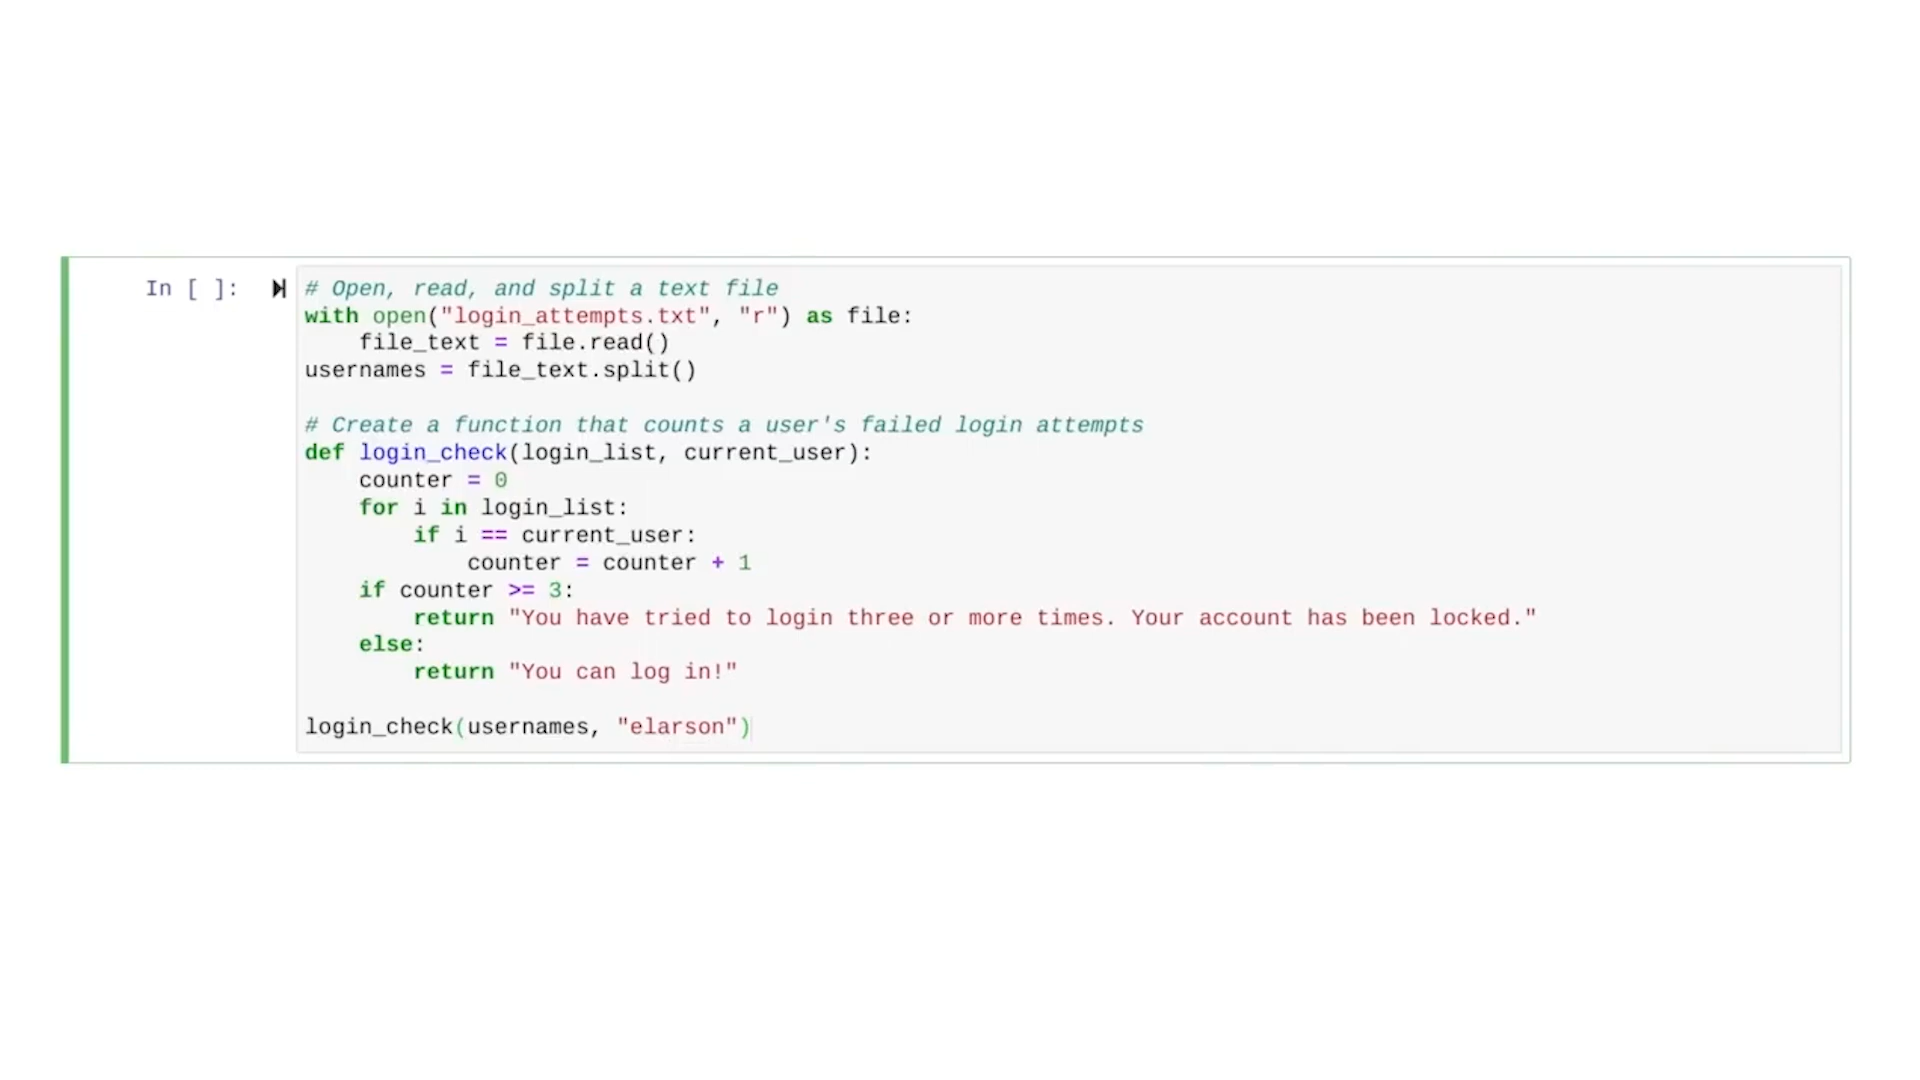 In [ ]:
# Open, read, and split a text file
with open("login_attempts.txt", "r") as file:
    file_text = file.read()
usernames = file_text.split()

# Create a function that counts a user's failed login attempts
def login_check(login_list, current_user):
    counter = 0
    for i in login_list:
        if i == current_user:
            counter = counter + 1
    if counter >= 3:
        return "You have tried to login three or more times. Your account has been locked."
    else:
        return "You can log in!"

login_check(usernames, "elarson")